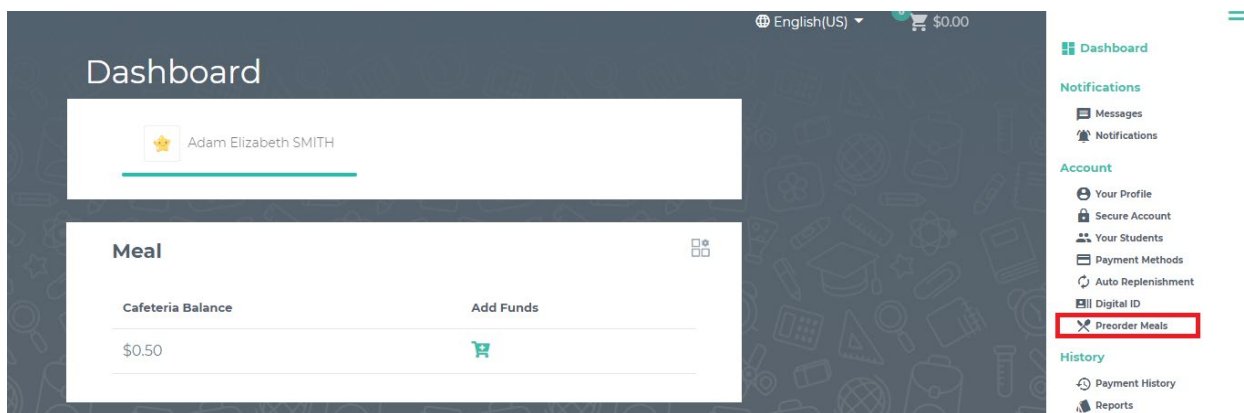 English(US)
0
$0.00
Dashboard
Adam Elizabeth SMITH
Meal
Cafeteria Balance
Add Funds
$0.50
Dashboard
Notifications
Messages
Notifications
Account
Your Profile
Secure Account
Your Students
Payment Methods
Auto Replenishment
Digital ID
Preorder Meals
History
Payment History
Reports